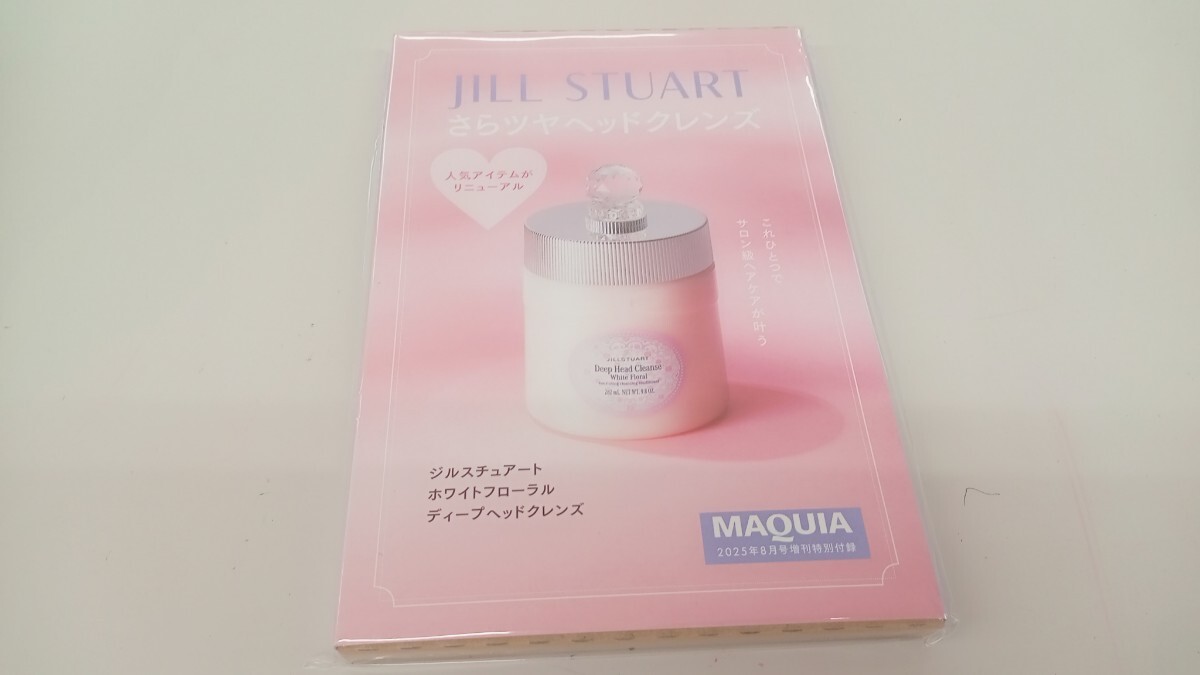 JILL STUART
さらツヤヘッドクレンズ
人気アイテムが
リニューアル
これひとつで
サロン級ヘアケアが叶う
JILLSTUART
Deep Head Cleanse
White Floral
ジルスチュアート
ホワイトフローラル
ディープヘッドクレンズ
MAQUIA
2025年8月号増刊特別付録